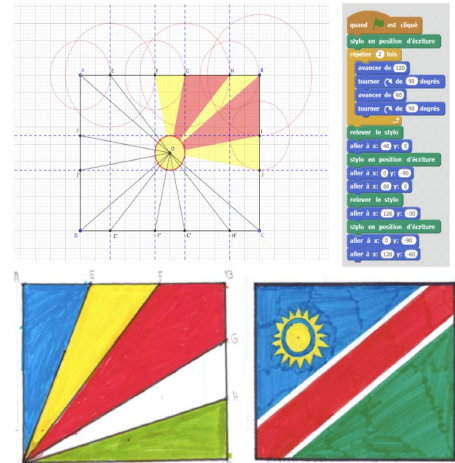 A E F G H B
I' I
J' O J
D E' F' G' H' C
quand est cliqué
stylo en position d'écriture
répéter 2 fois
avancer de 120
tourner de 90 degrés
avancer de 90
tourner de 90 degrés
relever le stylo
aller à x: 40 y: 0
stylo en position d'écriture
aller à x: 0 y: -90
aller à x: 80 y: 0
relever le stylo
aller à x: 120 y: -30
stylo en position d'écriture
aller à x: 0 y: -90
aller à x: 120 y: -60
A E F B
G
H
C